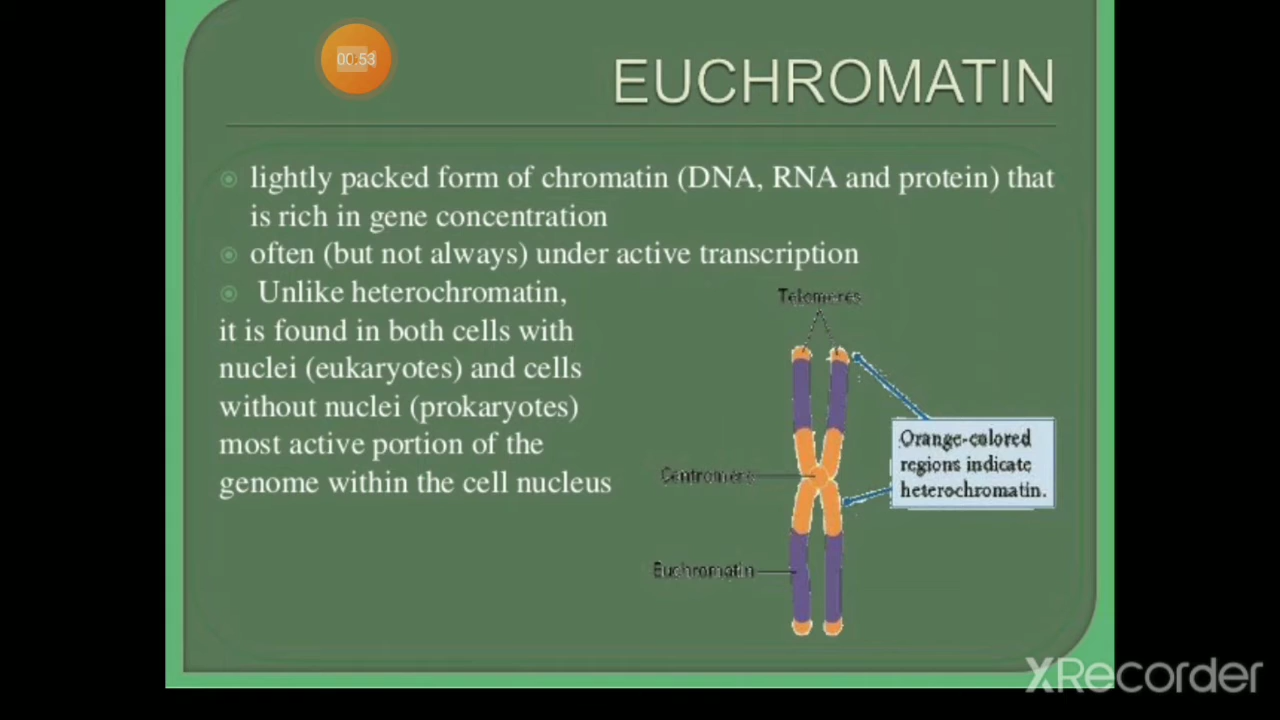 00:53
EUCHROMATIN
lightly packed form of chromatin (DNA, RNA and protein) that
is rich in gene concentration
often (but not always) under active transcription
Unlike heterochromatin,
it is found in both cells with
nuclei (eukaryotes) and cells
without nuclei (prokaryotes)
most active portion of the
genome within the cell nucleus
Telomeres
Orange-colored
regions indicate
heterochromatin.
Centromere
Euchromatin
XRecorder